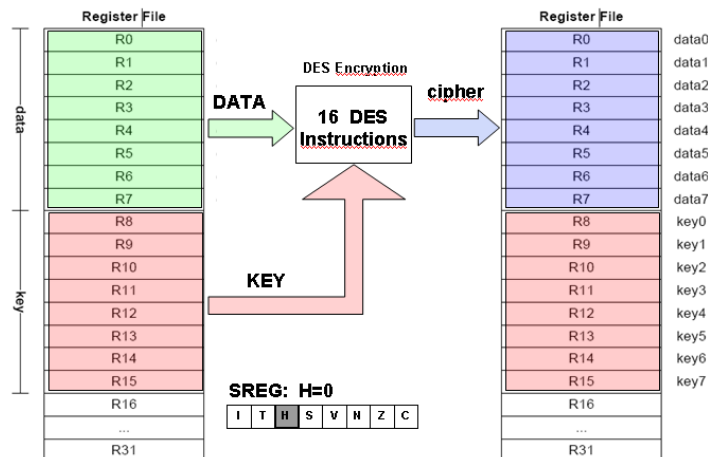 Register File
data
R0
R1
R2
R3
R4
R5
R6
R7
key
R8
R9
R10
R11
R12
R13
R14
R15
R16
...
R31
DATA
DES Encryption
16 DES
Instructions
cipher
KEY
SREG: H=0
I T H S V N Z C
Register File
R0 data0
R1 data1
R2 data2
R3 data3
R4 data4
R5 data5
R6 data6
R7 data7
R8 key0
R9 key1
R10 key2
R11 key3
R12 key4
R13 key5
R14 key6
R15 key7
R16
...
R31